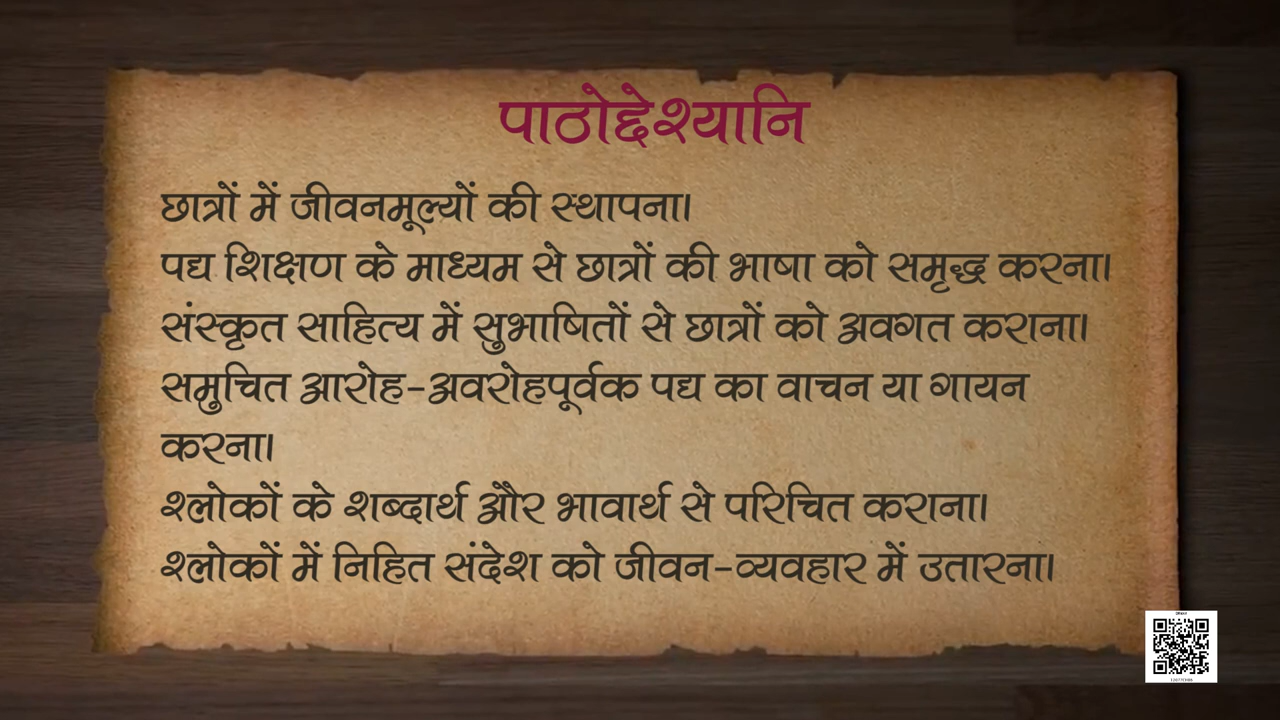 पाठोद्देश्यानि
छात्रों में जीवनमूल्यों की स्थापना।
पद्य शिक्षण के माध्यम से छात्रों की भाषा को समृद्ध करना।
संस्कृत साहित्य में सुभाषितों से छात्रों को अवगत कराना।
समुचित आरोह-अवरोहपूर्वक पद्य का वाचन या गायन
करना।
श्लोकों के शब्दार्थ और भावार्थ से परिचित कराना।
श्लोकों में निहित संदेश को जीवन-व्यवहार में उतारना।